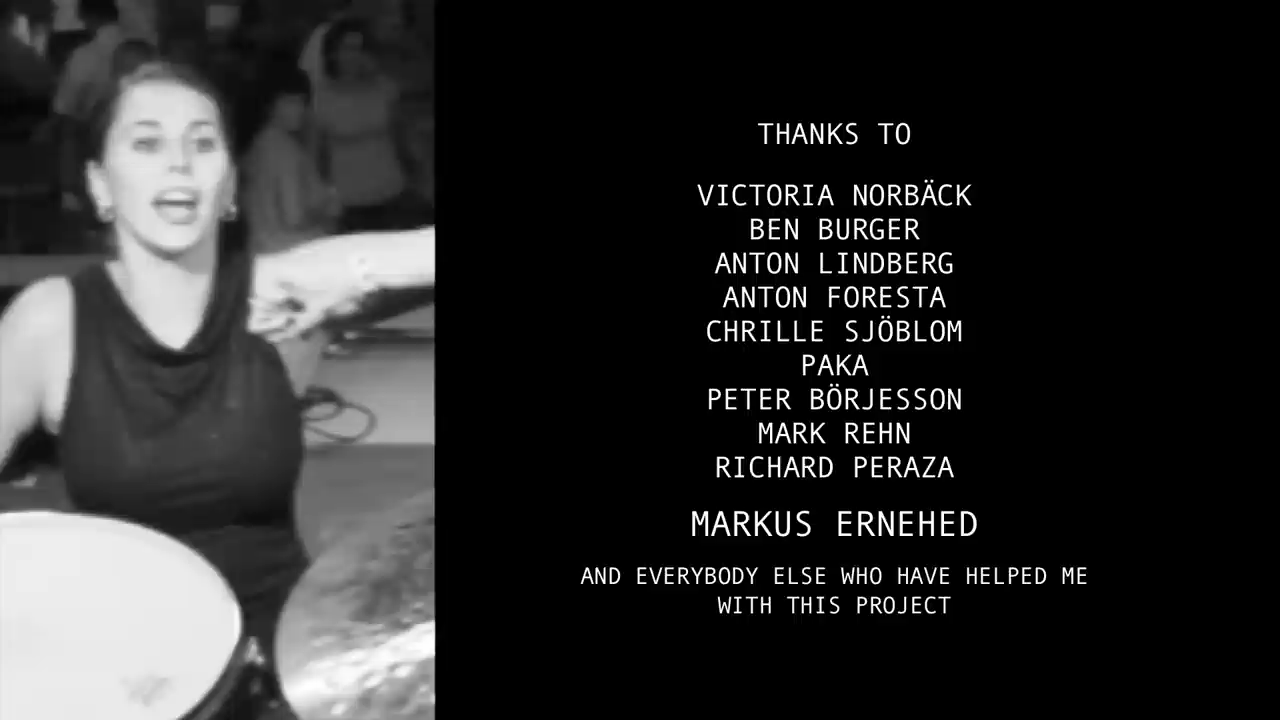 THANKS TO
VICTORIA NORBÄCK
BEN BURGER
ANTON LINDBERG
ANTON FORESTA
CHRILLE SJÖBLOM
PAKA
PETER BÖRJESSON
MARK REHN
RICHARD PERAZA
MARKUS ERNEHED
AND EVERYBODY ELSE WHO HAVE HELPED ME
WITH THIS PROJECT